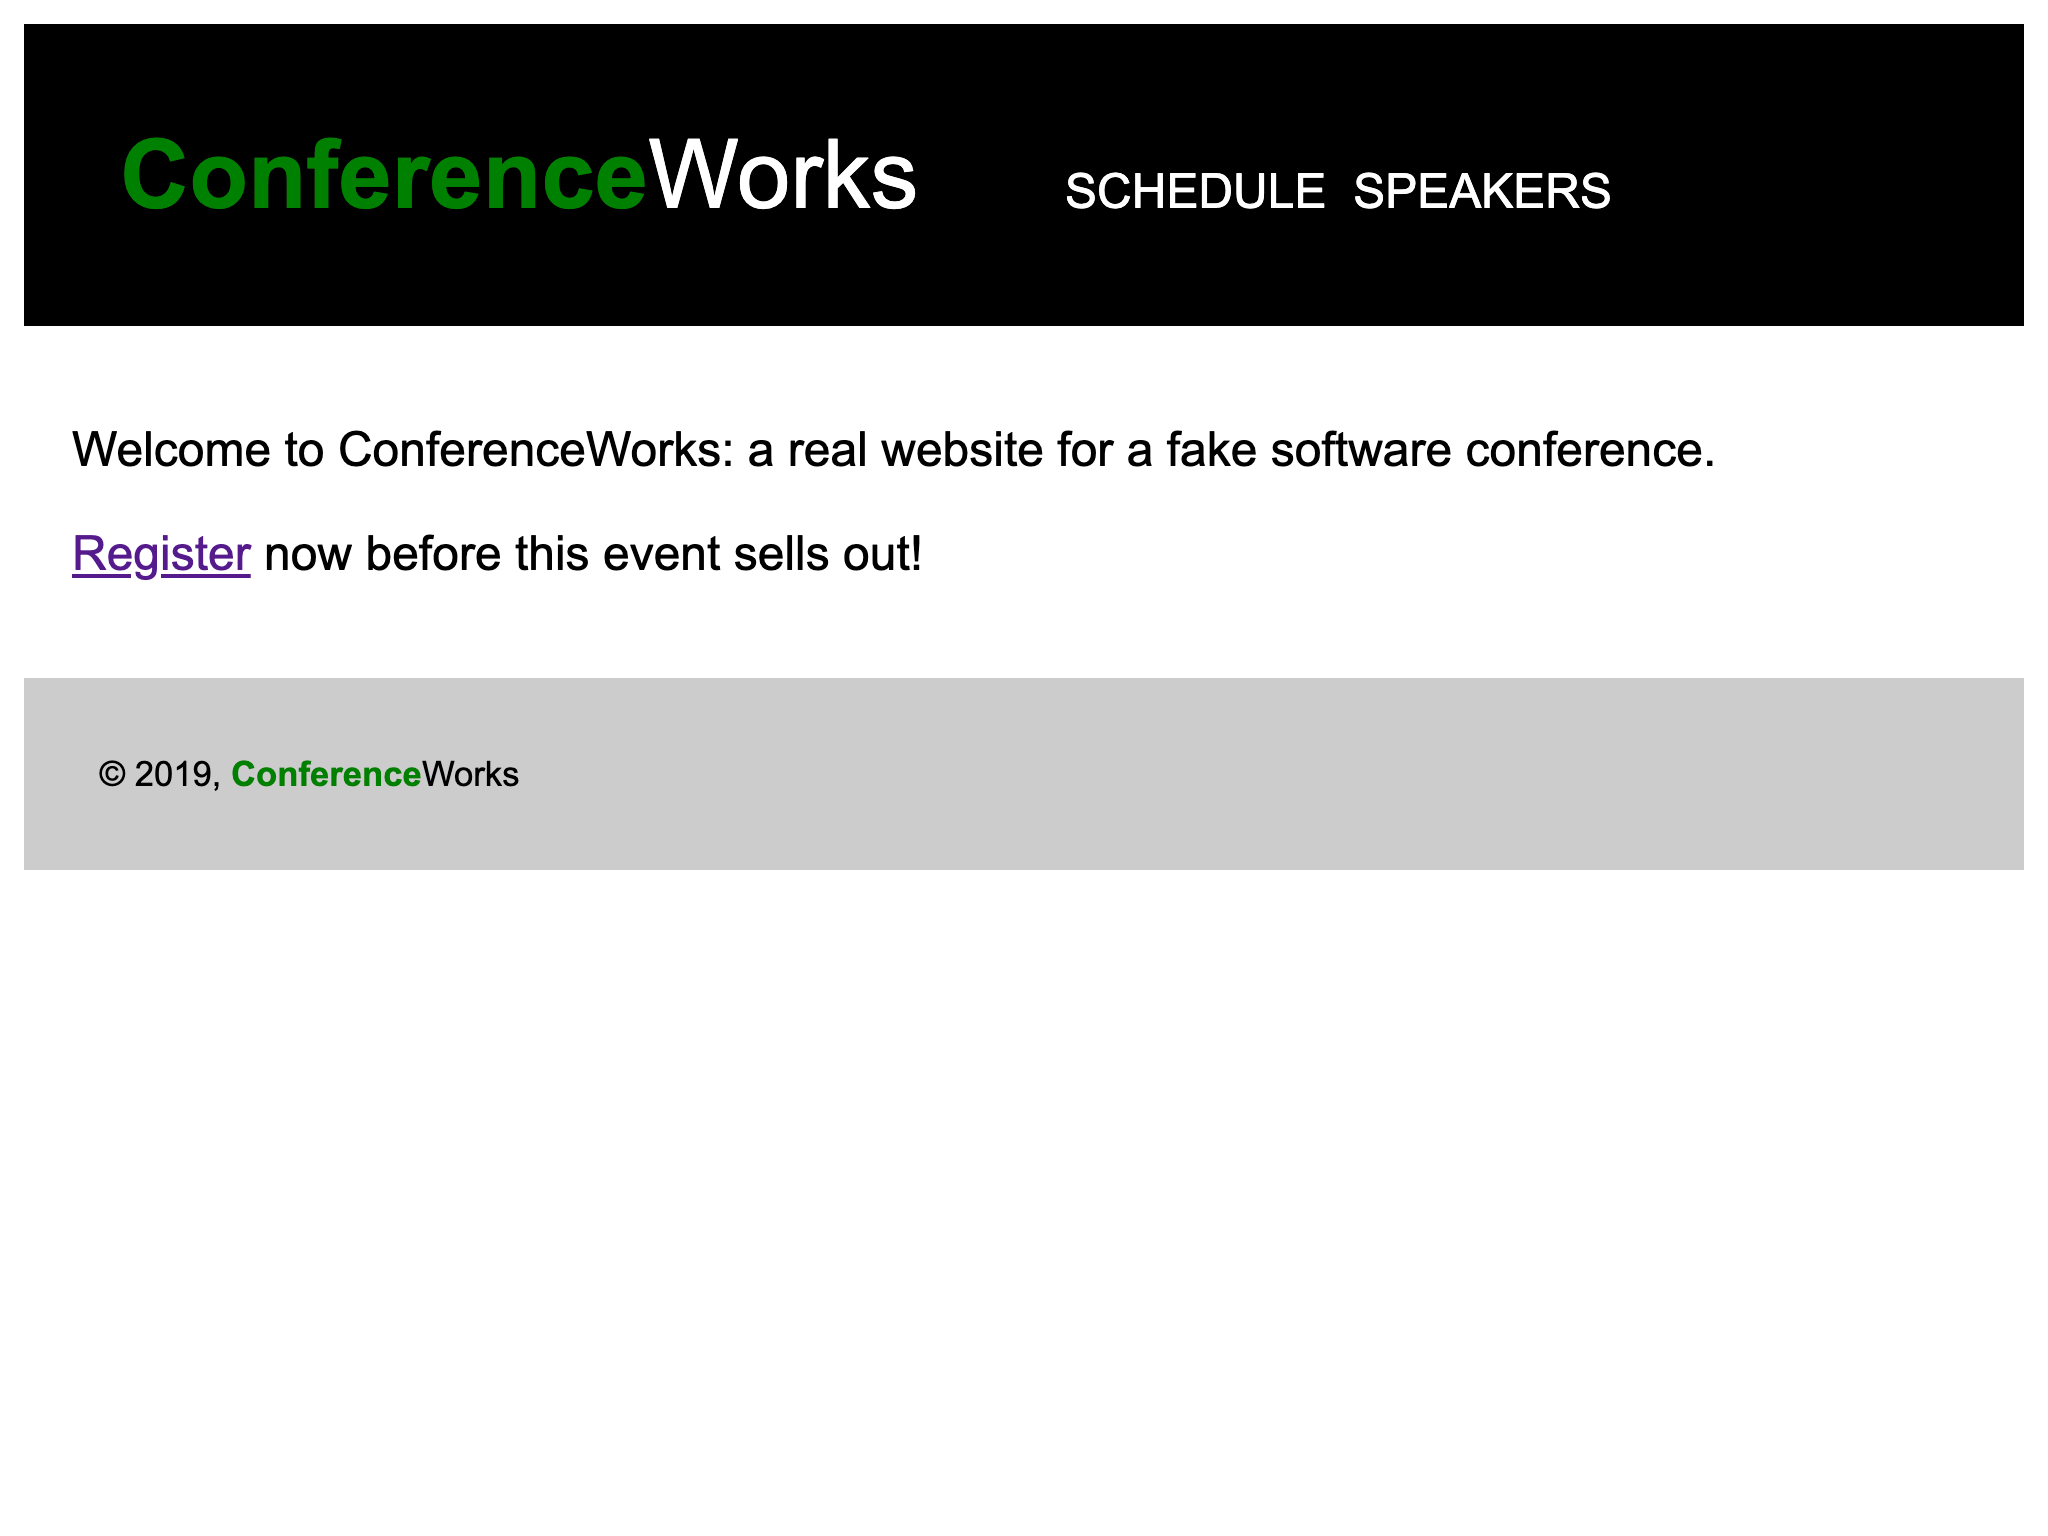 ConferenceWorks SCHEDULE SPEAKERS
Welcome to ConferenceWorks: a real website for a fake software conference.
Register now before this event sells out!
© 2019, ConferenceWorks